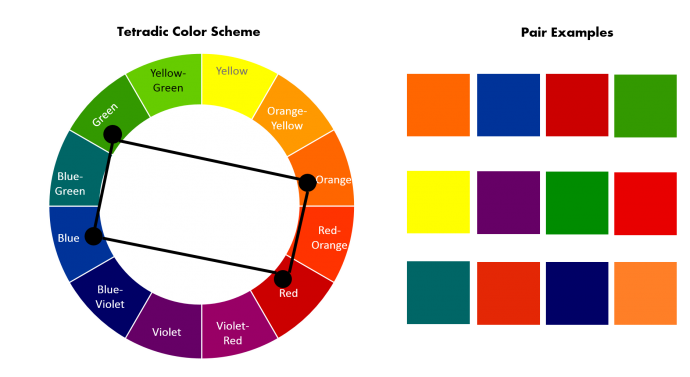 Tetradic Color Scheme
Pair Examples
Yellow-
Green
Yellow
Orange-
Yellow
Green
Orange
Blue-
Green
Red-
Orange
Blue
Red
Blue-
Violet
Violet
Violet-
Red